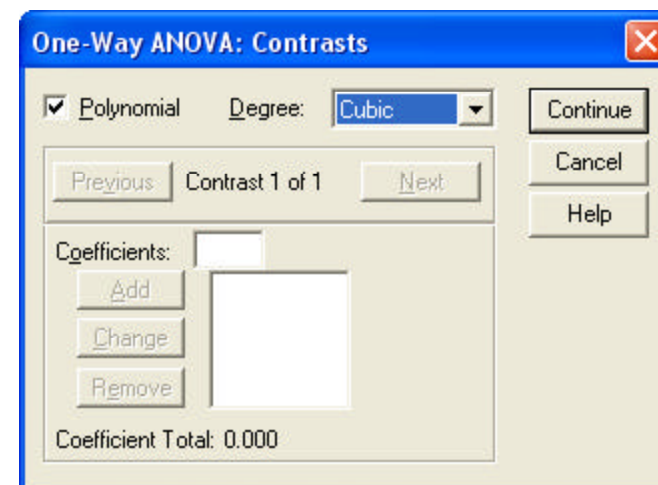 One-Way ANOVA: Contrasts
Polynomial Degree: Cubic
Continue
Previous Contrast 1 of 1 Next
Cancel
Help
Coefficients:
Add
Change
Remove
Coefficient Total: 0.000